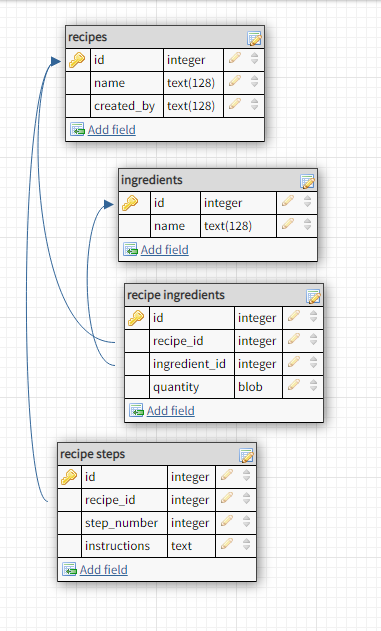 recipes
id integer
name text(128)
created_by text(128)
Add field
ingredients
id integer
name text(128)
Add field
recipe ingredients
id integer
recipe_id integer
ingredient_id integer
quantity blob
Add field
recipe steps
id integer
recipe_id integer
step_number integer
instructions text
Add field